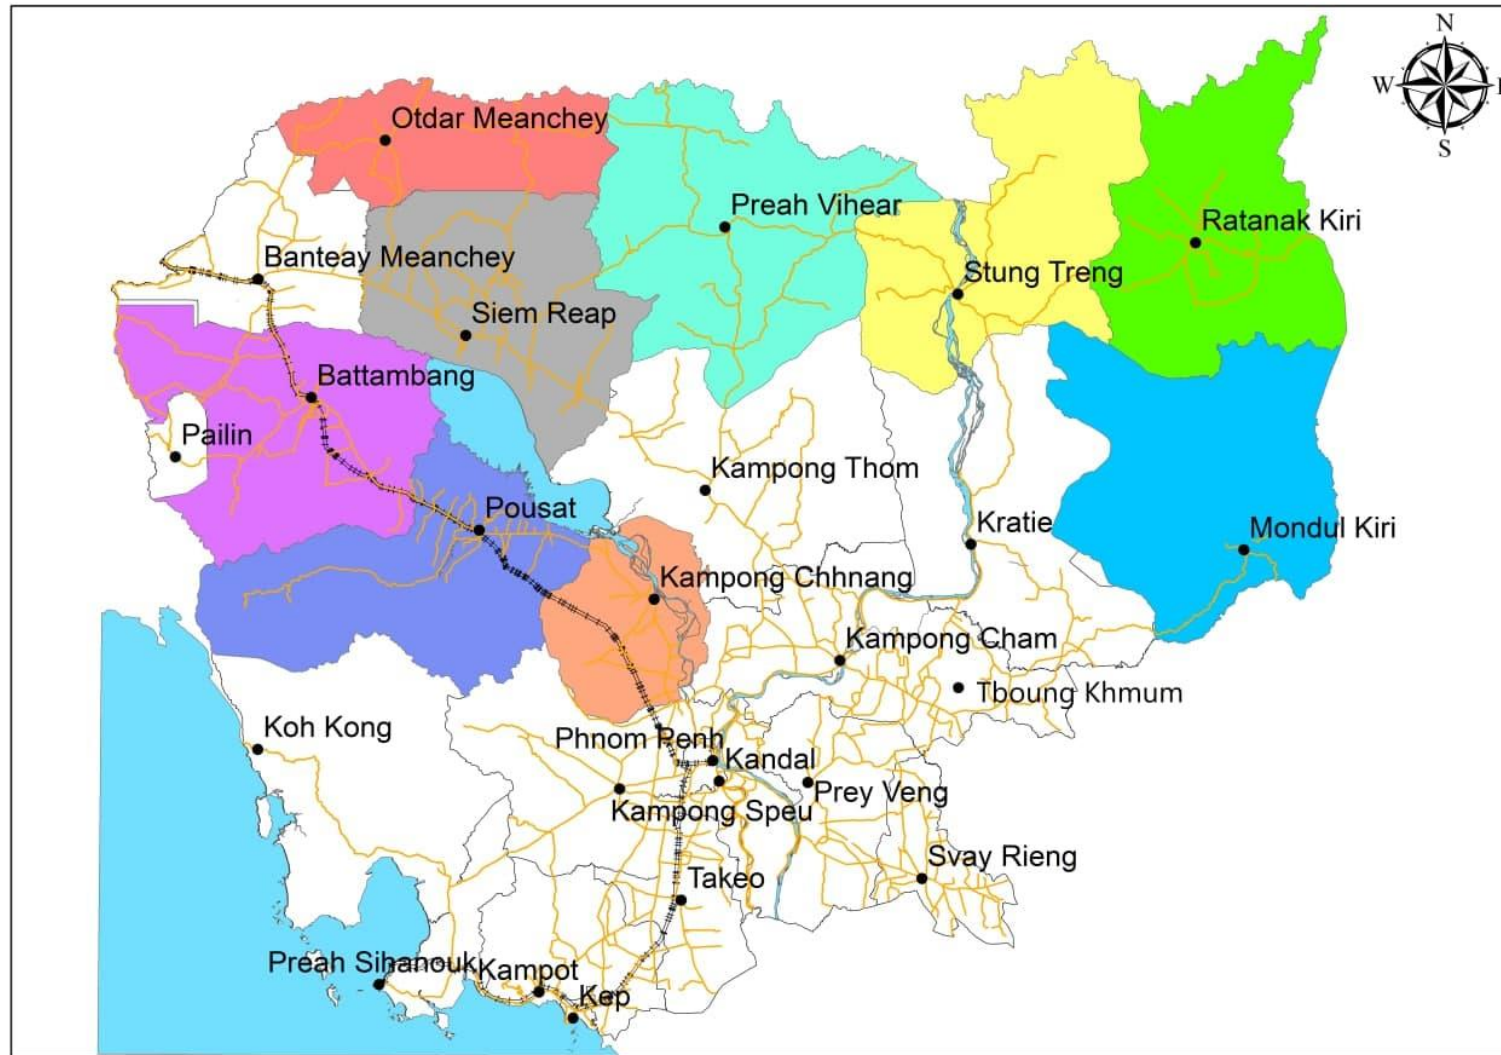 N
W
E
S
Otdar Meanchey
Preah Vihear
Ratanak Kiri
Banteay Meanchey
Stung Treng
Siem Reap
Battambang
Pailin
Kampong Thom
Pousat
Kratie
Mondul Kiri
Kampong Chhnang
Kampong Cham
Tboung Khmum
Koh Kong
Phnom Penh
Kandal
Prey Veng
Kampong Speu
Svay Rieng
Takeo
Preah Sihanouk
Kampot
Kep